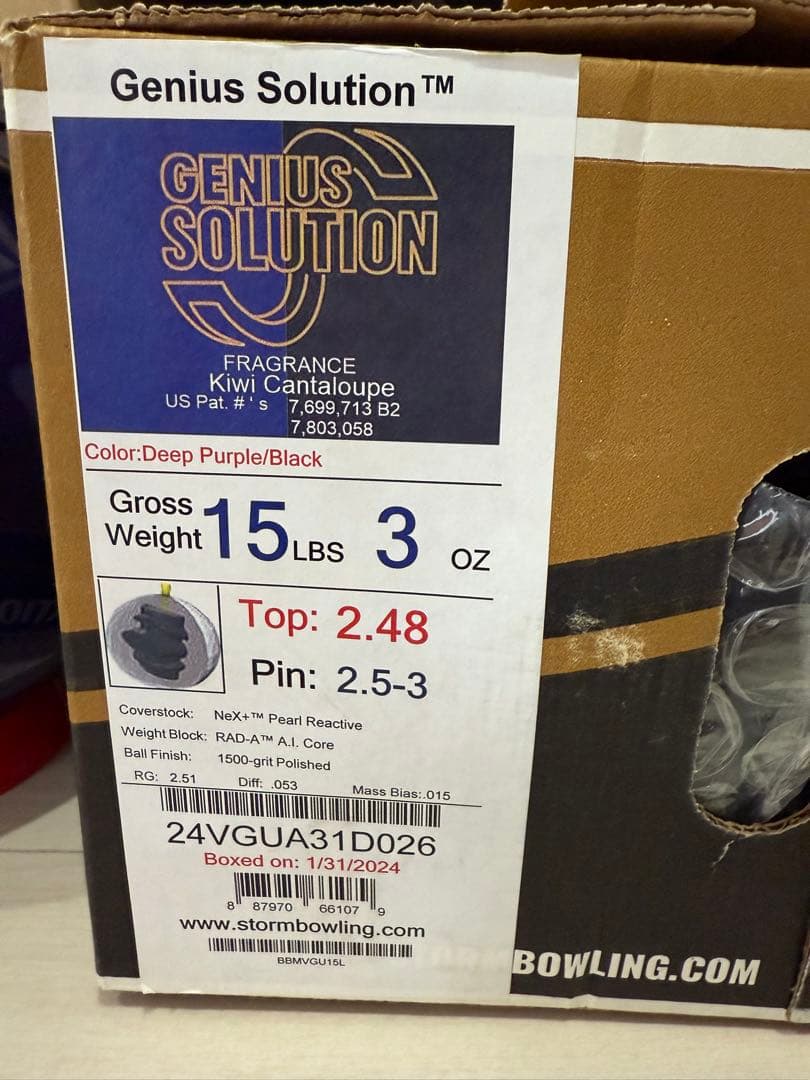 Genius Solution™
GENIUS
SOLUTION
FRAGRANCE
Kiwi Cantaloupe
US Pat. # ' s 7,699,713 B2
7,803,058
Color:Deep Purple/Black
Gross Weight 15 LBS 3 OZ
Top: 2.48
Pin: 2.5-3
Coverstock: NeX+™ Pearl Reactive
Weight Block: RAD-A™ A.I. Core
Ball Finish: 1500-grit Polished
RG: 2.51 Diff: .053 Mass Bias:.015
24VGUA31D026
Boxed on: 1/31/2024
8 87970 66107 9
www.stormbowling.com
BBMVGU15L
BOWLING.COM